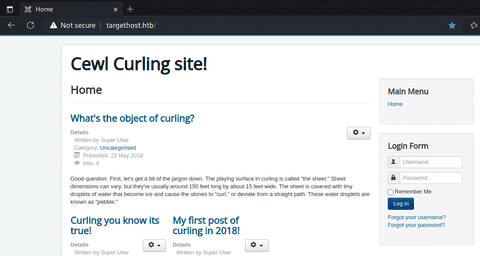 Home
Not secure
targethost.htb/
Cewl Curling site!
Home
What's the object of curling?
Details
Written by Super User
Category: Uncategorised
Published: 22 May 2018
Hits: 4
Good question. First, let's get a bit of the jargon down. The playing surface in curling is called "the sheet." Sheet
dimensions can vary, but they're usually around 150 feet long by about 15 feet wide. The sheet is covered with tiny
droplets of water that become ice and cause the stones to "curl," or deviate from a straight path. These water droplets are
known as "pebble."
Curling you know its
true!
Details
Written by Super User
My first post of
curling in 2018!
Details
Written by Super User
Main Menu
Home
Login Form
Username
Password
Remember Me
Log in
Forgot your username?
Forgot your password?